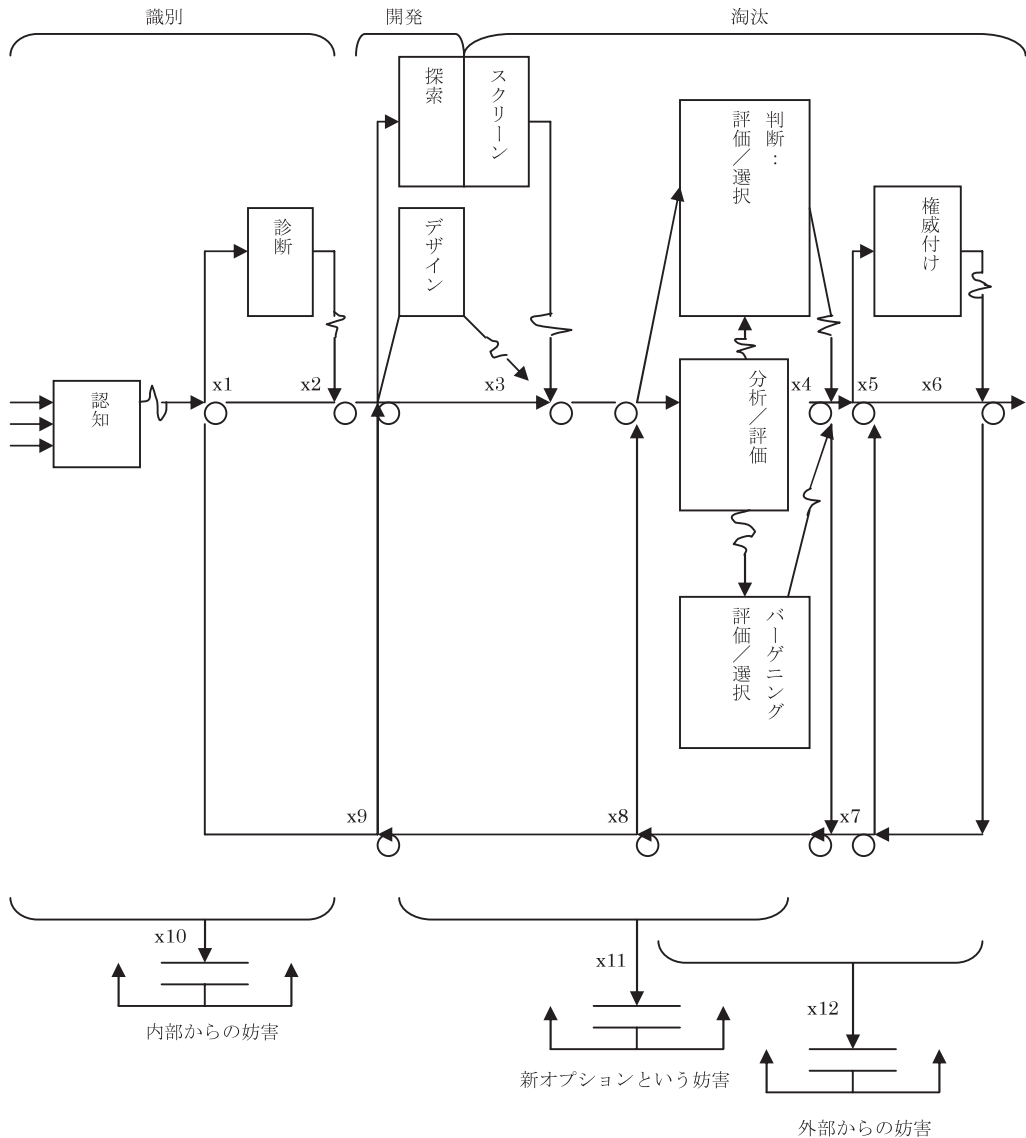 識別
開発
淘汰
探索
スクリーン
判断：
評価／選択
診断
デザイン
権威付け
認知
x1
x2
x3
分析／評価
x4
x5
x6
バーゲニング
評価／選択
x9
x8
x7
x10
内部からの妨害
x11
新オプションという妨害
x12
外部からの妨害